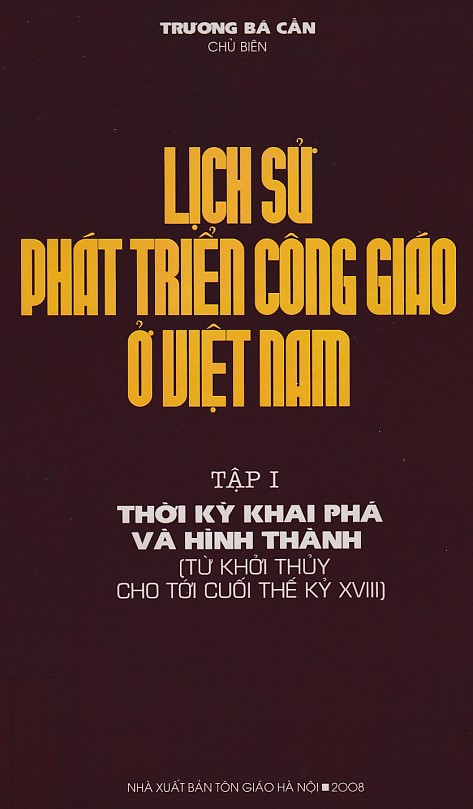 TRƯƠNG BÁ CẦN
CHỦ BIÊN
LỊCH SỬ
PHÁT TRIỂN CÔNG GIÁO
Ở VIỆT NAM
TẬP I
THỜI KỲ KHAI PHÁ
VÀ HÌNH THÀNH
(TỪ KHỞI THỦY
CHO TỚI CUỐI THẾ KỶ XVIII)
NHÀ XUẤT BẢN TÔN GIÁO HÀ NỘI ■ 2008